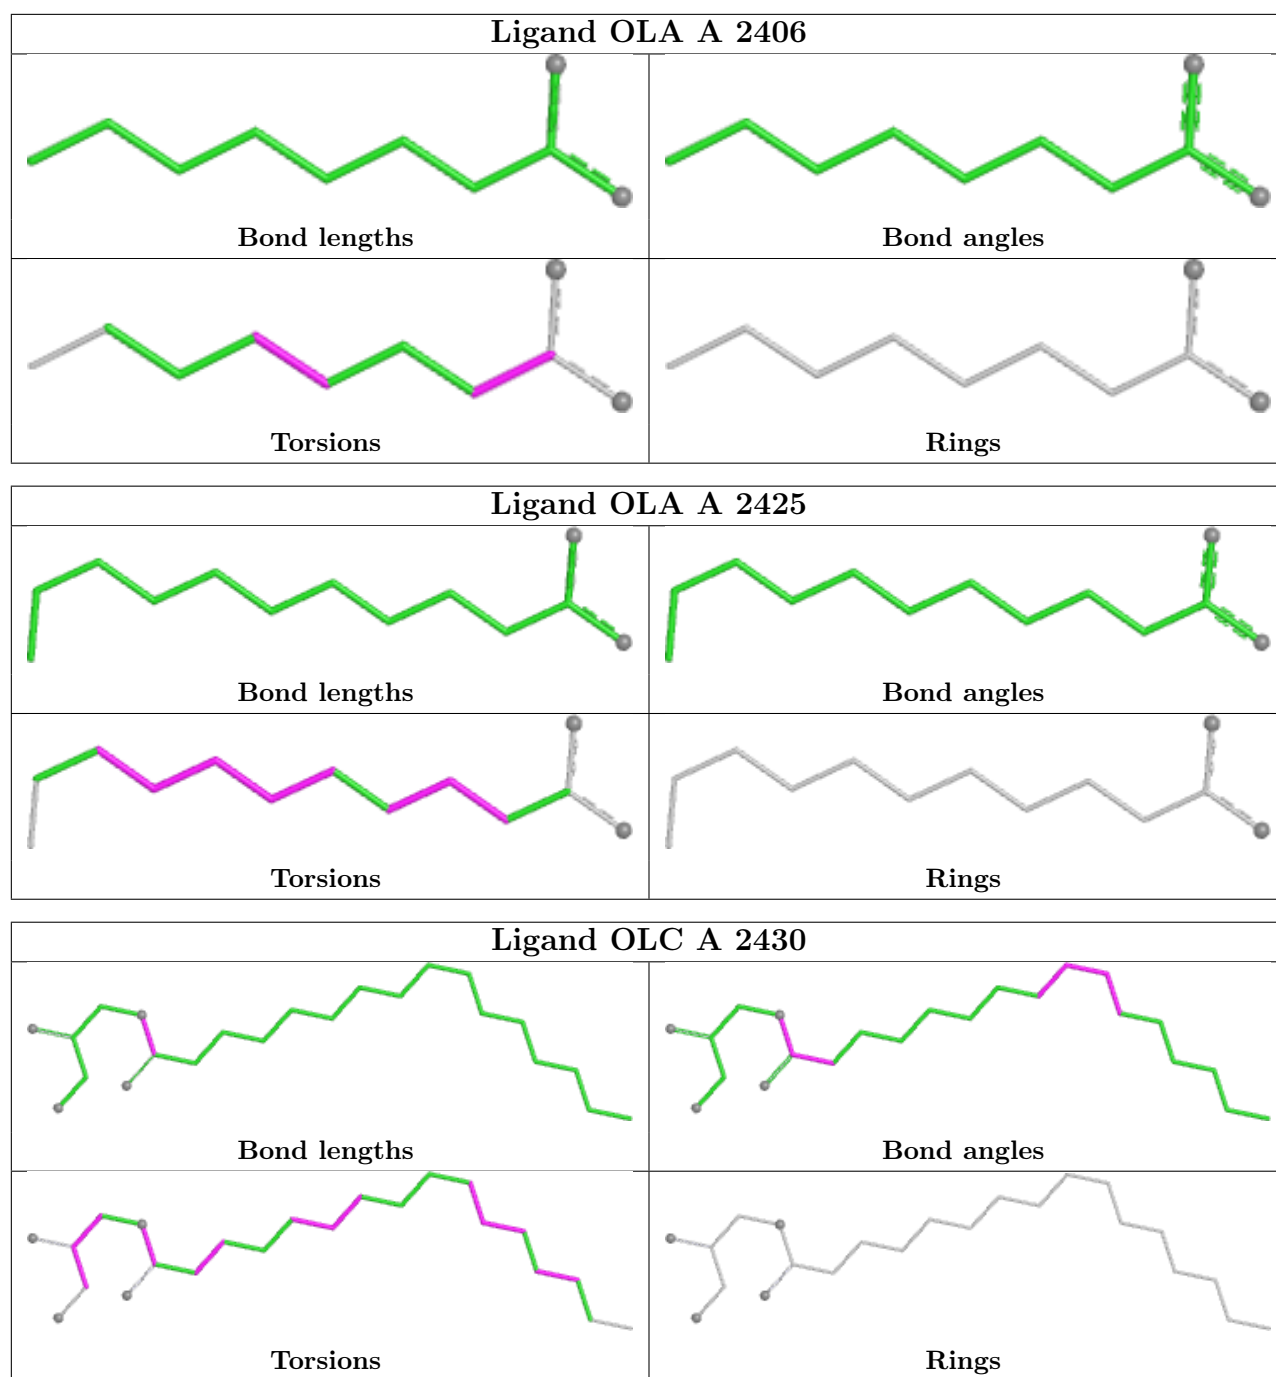 Ligand OLA A 2406
Bond lengths
Bond angles
Torsions
Rings
Ligand OLA A 2425
Bond lengths
Bond angles
Torsions
Rings
Ligand OLC A 2430
Bond lengths
Bond angles
Torsions
Rings